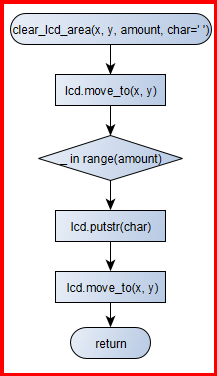 clear_lcd_area(x, y, amount, char=' ')
lcd.move_to(x, y)
_ in range(amount)
lcd.putstr(char)
lcd.move_to(x, y)
return